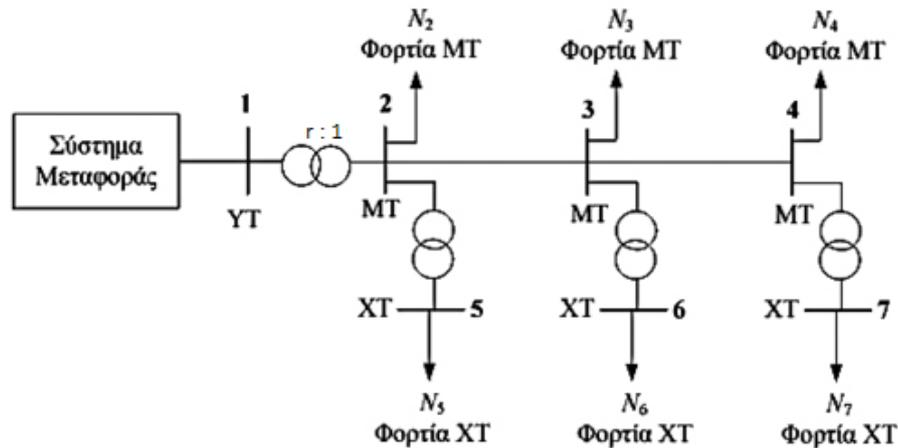 N₂
Φορτία ΜΤ
N₃
Φορτία ΜΤ
N₄
Φορτία ΜΤ
1
r : 1
2
3
4
Σύστημα
Μεταφοράς
ΥΤ
ΜΤ
ΜΤ
ΜΤ
ΧΤ
5
ΧΤ
6
ΧΤ
7
N₅
Φορτία ΧΤ
N₆
Φορτία ΧΤ
N₇
Φορτία ΧΤ